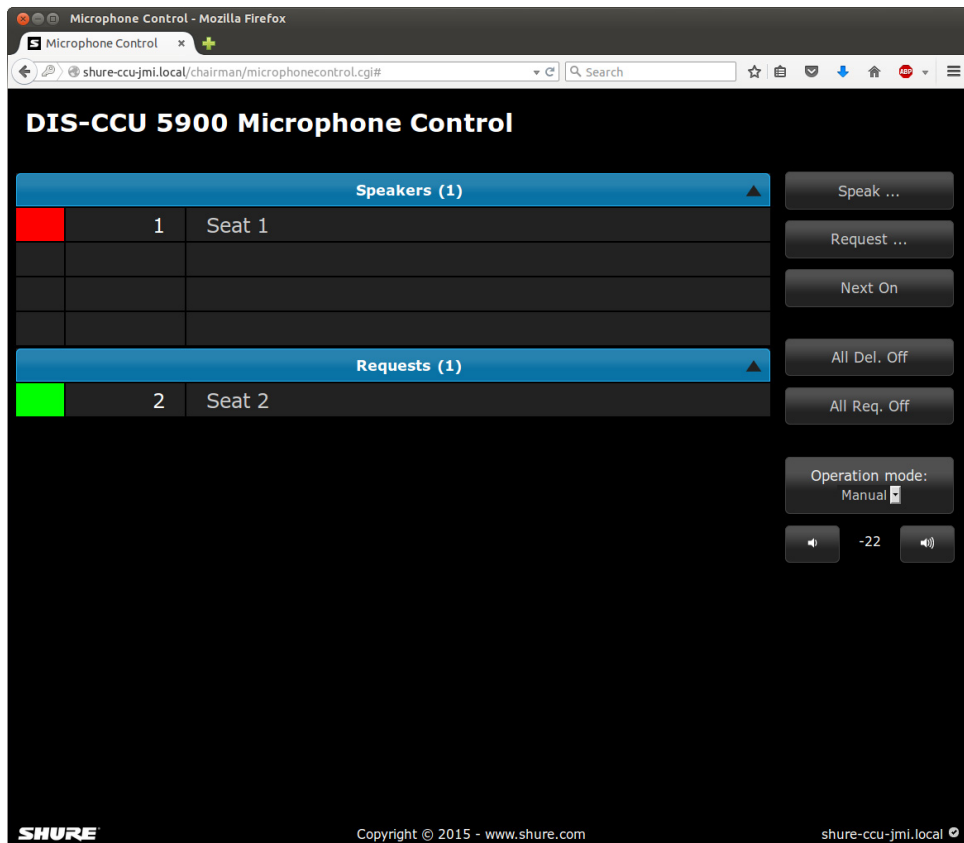 Microphone Control - Mozilla Firefox
Microphone Control
shure-ccu-jmi.local/chairman/microphonecontrol.cgi#
Search
ABP
DIS-CCU 5900 Microphone Control
Speakers (1)
1 Seat 1
Requests (1)
2 Seat 2
Speak ...
Request ...
Next On
All Del. Off
All Req. Off
Operation mode:
Manual
-22
SHURE
Copyright © 2015 - www.shure.com
shure-ccu-jmi.local